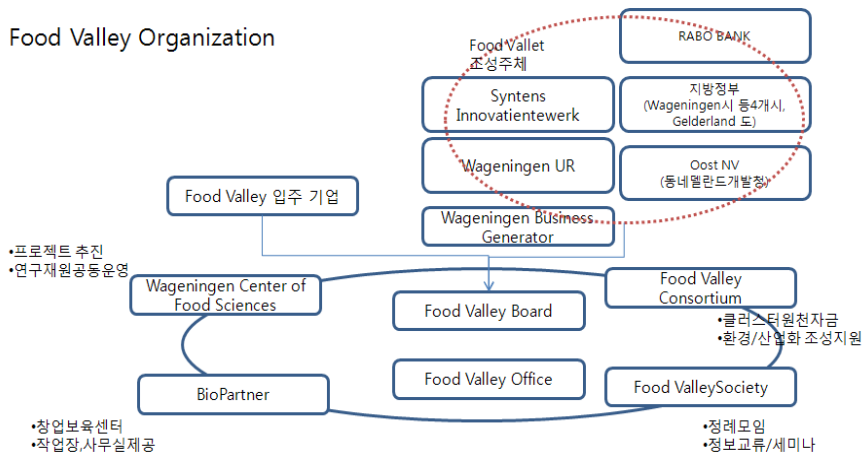 Food Valley Organization
Food Vallet
조성주체
RABO BANK
Syntens
Innovatientewerk
지방정부
(Wageningen시 등4개시,
Gelderland 도)
Wageningen UR
Oost NV
(동네델란드개발청)
Food Valley 입주 기업
Wageningen Business
Generator
•프로젝트 추진
•연구재원공동운영
Wageningen Center of
Food Sciences
Food Valley Board
Food Valley
Consortium
•클러스터원천자금
•환경/산업화 조성지원
BioPartner
Food Valley Office
Food ValleySociety
•창업보육센터
•작업장,사무실제공
•정례모임
•정보교류/세미나